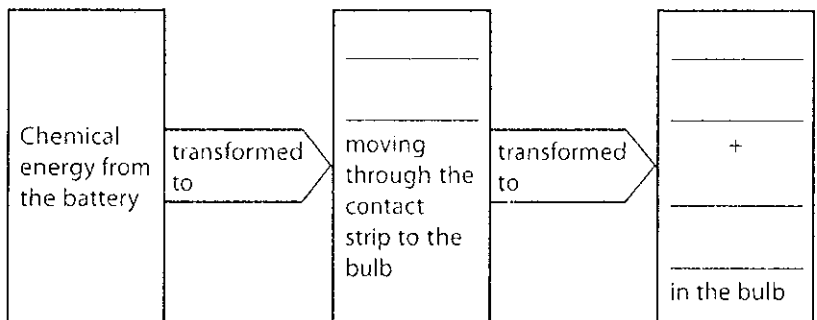 Chemical
energy from
the battery
transformed
to
moving
through the
contact
strip to the
bulb
transformed
to
+
in the bulb